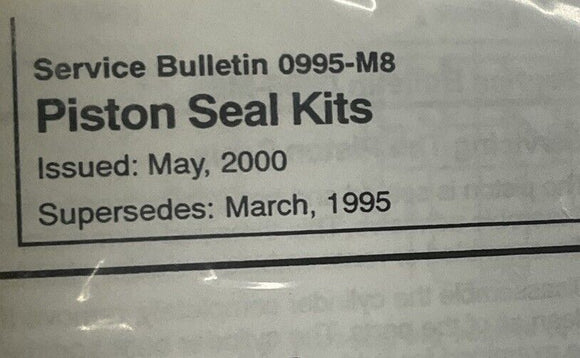 Service Bulletin 0995-M8
Piston Seal Kits
Issued: May, 2000
Supersedes: March, 1995